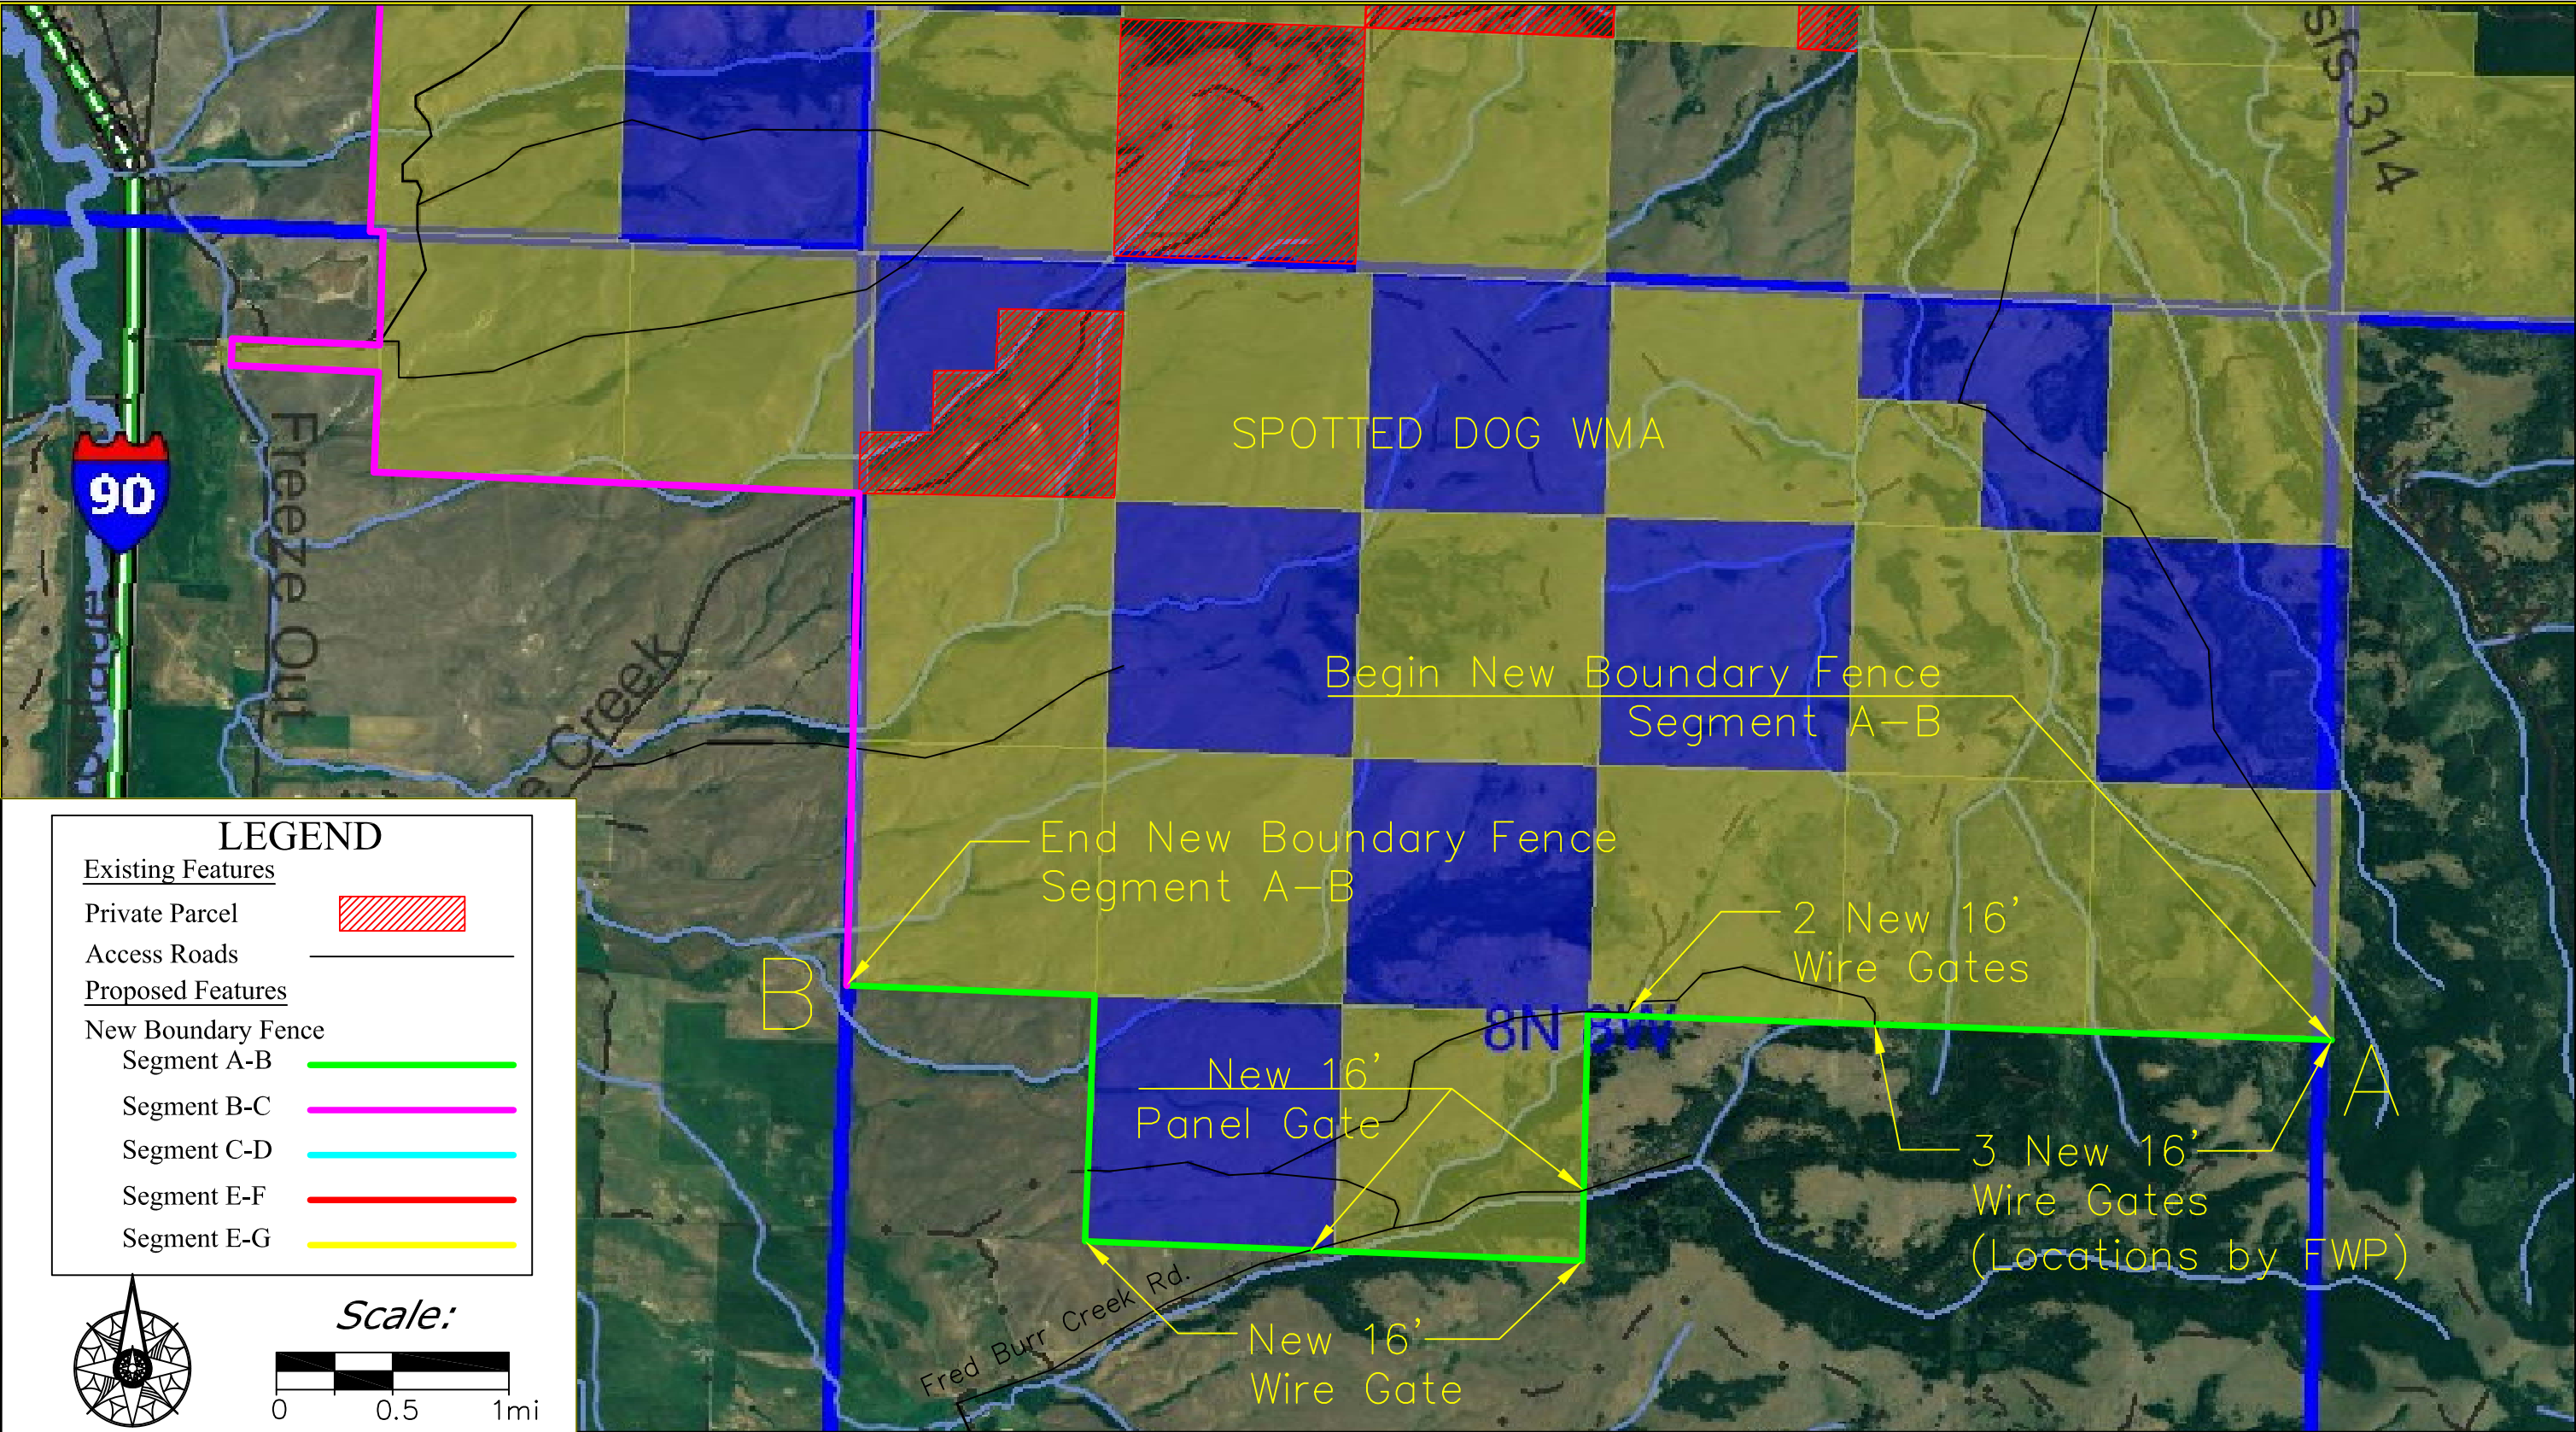 sfs 314
SPOTTED DOG WMA
90
Freeze Out
e Creek
Begin New Boundary Fence
Segment A-B
End New Boundary Fence
Segment A-B
2 New 16'
Wire Gates
B
8N 8W
A
New 16'
Panel Gate
3 New 16'
Wire Gates
(Locations by FWP)
Fred Burr Creek Rd.
New 16'
Wire Gate
LEGEND
Existing Features
Private Parcel
Access Roads
Proposed Features
New Boundary Fence
Segment A-B
Segment B-C
Segment C-D
Segment E-F
Segment E-G
Scale:
0 0.5 1mi